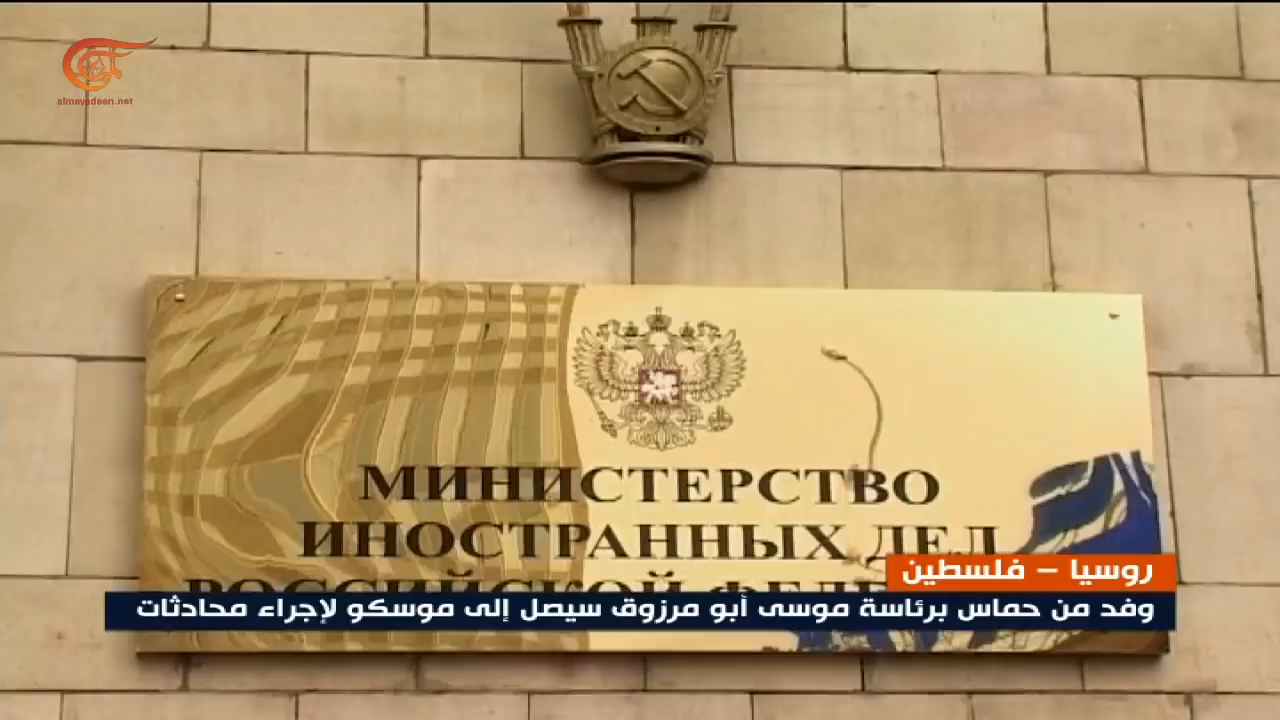 almayadeen.net
МИНИСТЕРСТВО
ИНОСТРАННЫХ ДЕЛ
РОССИЙСКОЙ
روسيا – فلسطين
وفد من حماس برئاسة موسى أبو مرزوق سيصل إلى موسكو لإجراء محادثات